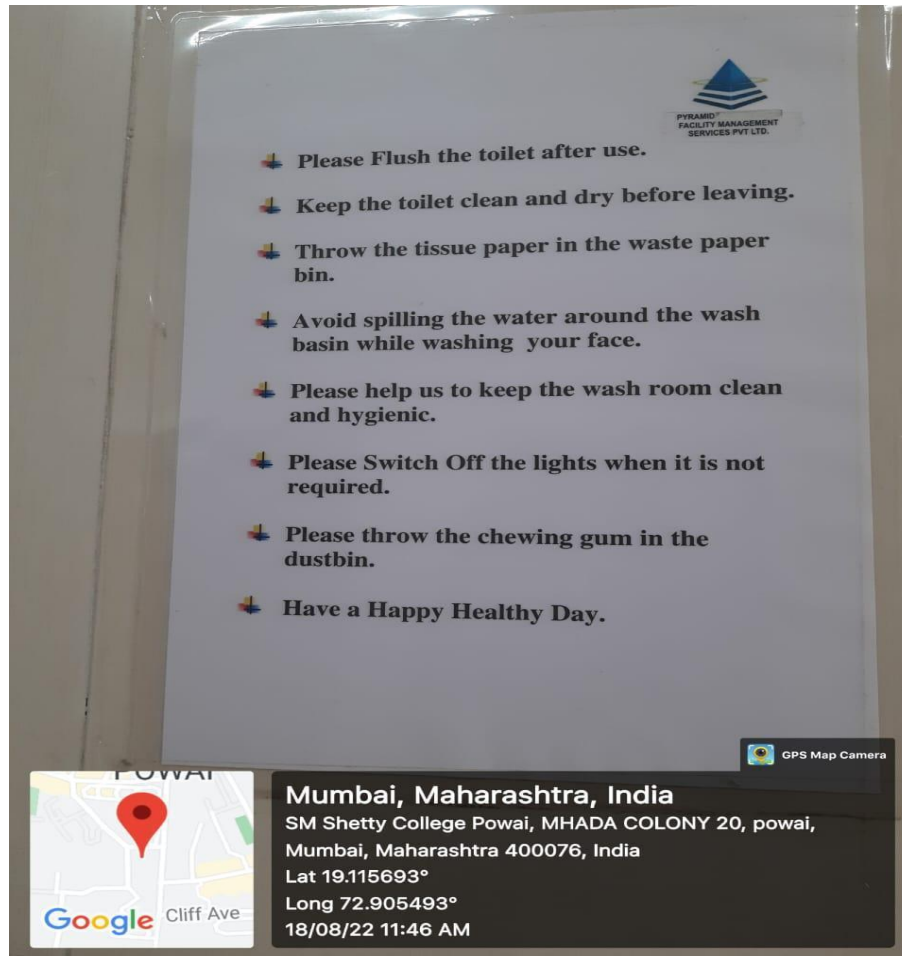 PYRAMID
FACILITY MANAGEMENT
SERVICES PVT LTD.
Please Flush the toilet after use.
Keep the toilet clean and dry before leaving.
Throw the tissue paper in the waste paper
bin.
Avoid spilling the water around the wash
basin while washing your face.
Please help us to keep the wash room clean
and hygienic.
Please Switch Off the lights when it is not
required.
Please throw the chewing gum in the
dustbin.
Have a Happy Healthy Day.
GPS Map Camera
POWAI
Google Cliff Ave
Mumbai, Maharashtra, India
SM Shetty College Powai, MHADA COLONY 20, powai,
Mumbai, Maharashtra 400076, India
Lat 19.115693°
Long 72.905493°
18/08/22 11:46 AM